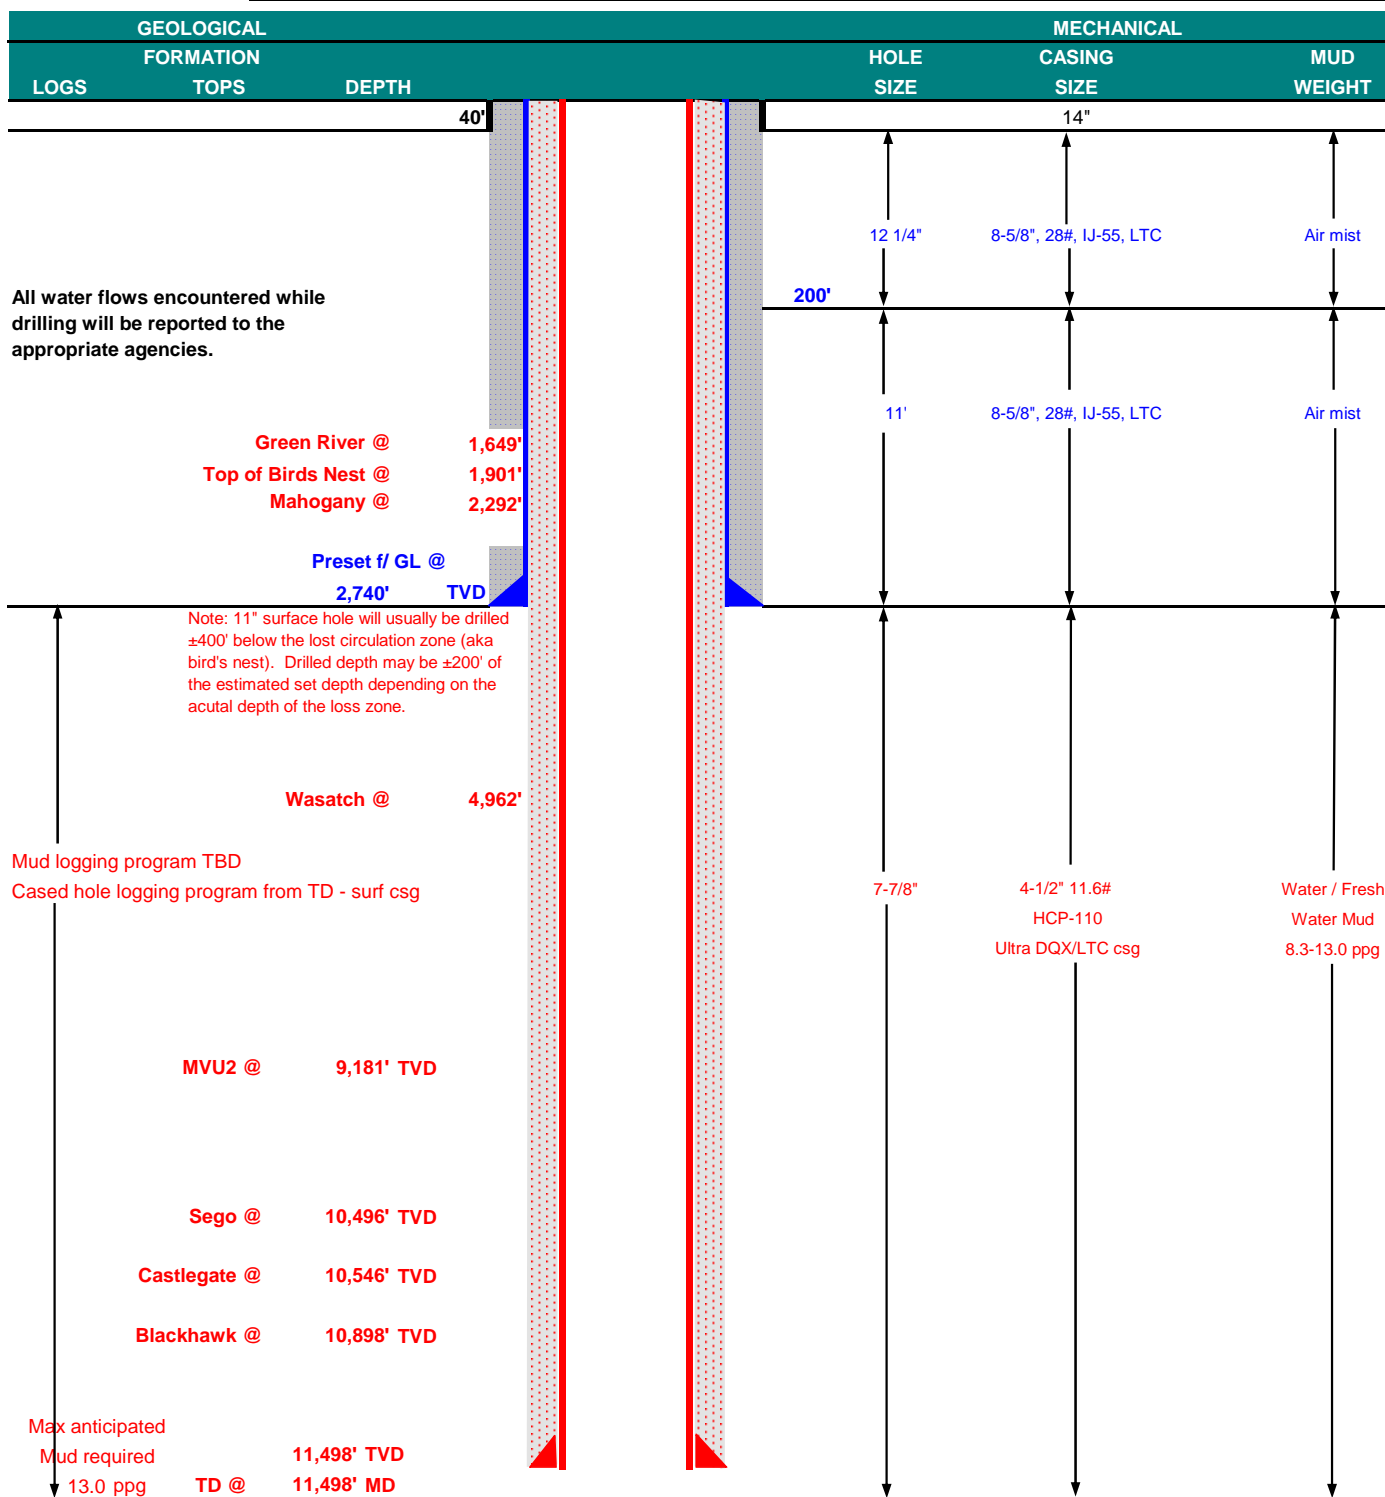 GEOLOGICAL MECHANICAL
FORMATION HOLE CASING MUD
LOGS TOPS DEPTH SIZE SIZE WEIGHT
40' 14"
12 1/4" 8-5/8", 28#, IJ-55, LTC Air mist
All water flows encountered while
drilling will be reported to the
appropriate agencies.
200'
11' 8-5/8", 28#, IJ-55, LTC Air mist
Green River @ 1,649'
Top of Birds Nest @ 1,901'
Mahogany @ 2,292'
Preset f/ GL @
2,740' TVD
Note: 11" surface hole will usually be drilled
±400' below the lost circulation zone (aka
bird's nest). Drilled depth may be ±200' of
the estimated set depth depending on the
acutal depth of the loss zone.
Wasatch @ 4,962'
Mud logging program TBD
Cased hole logging program from TD - surf csg
7-7/8" 4-1/2" 11.6# Water / Fresh
HCP-110 Water Mud
Ultra DQX/LTC csg 8.3-13.0 ppg
MVU2 @ 9,181' TVD
Sego @ 10,496' TVD
Castlegate @ 10,546' TVD
Blackhawk @ 10,898' TVD
Max anticipated
Mud required 11,498' TVD
13.0 ppg TD @ 11,498' MD